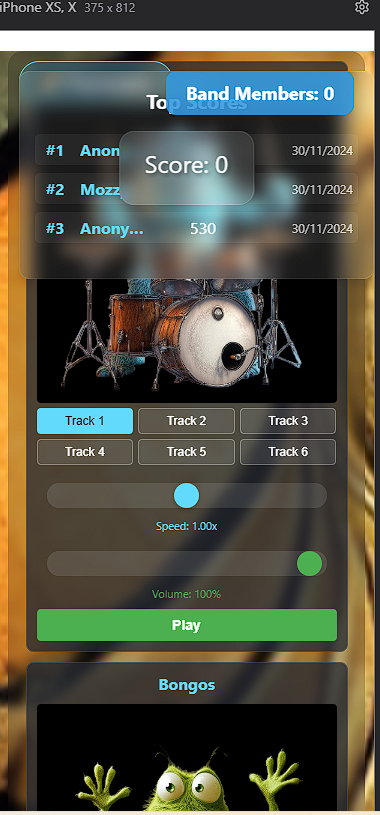 iPhone XS, X 375 x 812
Band Members: 0
Top Scores
#1 Anon 30/11/2024
Score: 0
#2 Mozz 30/11/2024
#3 Anony... 530 30/11/2024
Track 1 Track 2 Track 3
Track 4 Track 5 Track 6
Speed: 1.00x
Volume: 100%
Play
Bongos